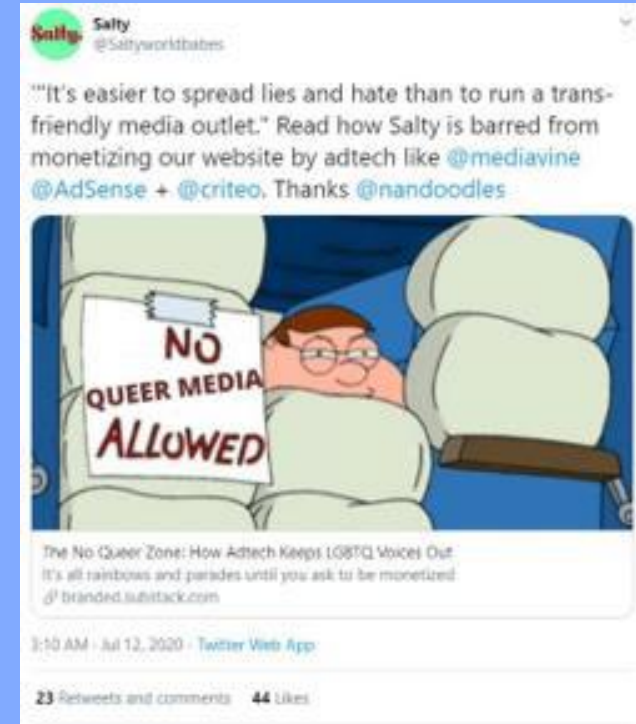 Salty
Salty
@Saltyworldbabes
"'It's easier to spread lies and hate than to run a trans-
friendly media outlet." Read how Salty is barred from
monetizing our website by adtech like @mediavine
@AdSense + @criteo. Thanks @nandoodles
NO
QUEER MEDIA
ALLOWED
The No Queer Zone: How Adtech Keeps LGBTQ Voices Out
It's all rainbows and parades until you ask to be monetized
branded.substack.com
3:10 AM · Jul 12, 2020 · Twitter Web App
23 Retweets and comments 44 Likes